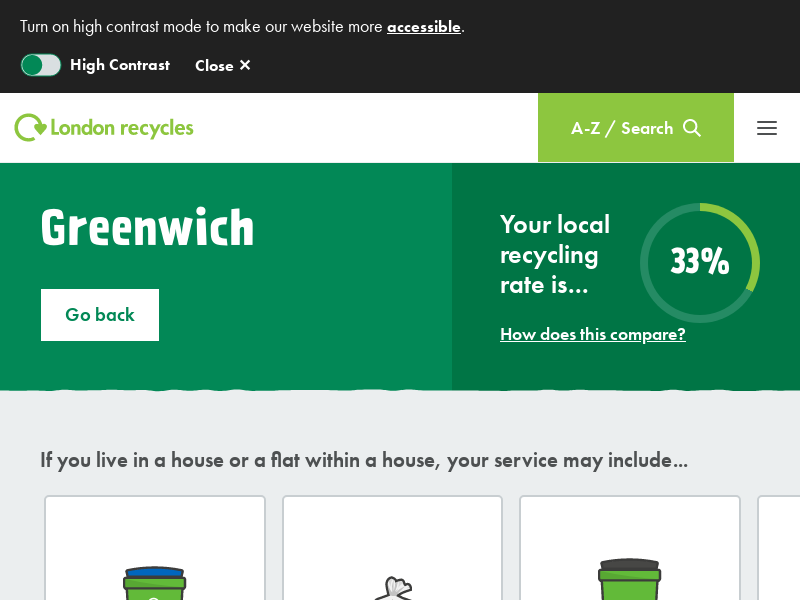 Turn on high contrast mode to make our website more accessible.
High Contrast
Close ✕
London recycles
A-Z / Search
Greenwich
Go back
Your local
recycling
rate is...
33%
How does this compare?
If you live in a house or a flat within a house, your service may include...